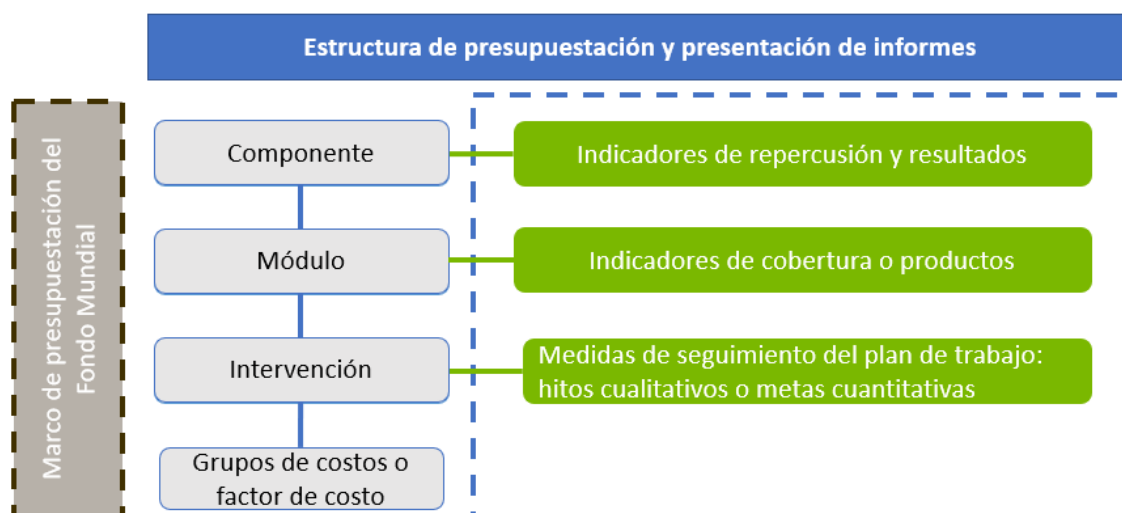 Estructura de presupuestación y presentación de informes
Marco de presupuestación del
Fondo Mundial
Componente
Indicadores de repercusión y resultados
Módulo
Indicadores de cobertura o productos
Intervención
Medidas de seguimiento del plan de trabajo:
hitos cualitativos o metas cuantitativas
Grupos de costos o
factor de costo